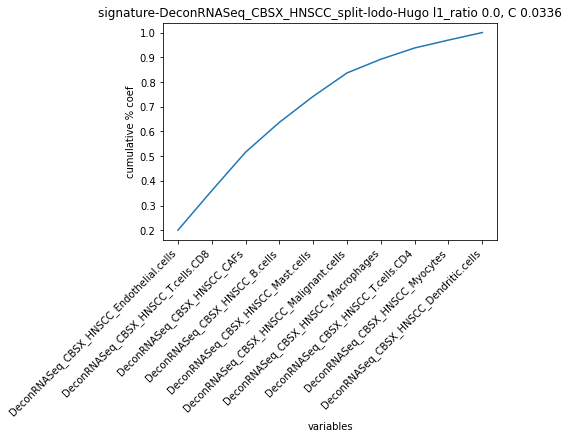 signature-DeconRNASeq_CBSX_HNSCC_split-lodo-Hugo l1_ratio 0.0, C 0.0336
cumulative % coef
1.0
0.9
0.8
0.7
0.6
0.5
0.4
0.3
0.2
DeconRNASeq_CBSX_HNSCC_Endothelial.cells
DeconRNASeq_CBSX_HNSCC_T.cells.CD8
DeconRNASeq_CBSX_HNSCC_CAFs
DeconRNASeq_CBSX_HNSCC_B.cells
DeconRNASeq_CBSX_HNSCC_Mast.cells
DeconRNASeq_CBSX_HNSCC_Malignant.cells
DeconRNASeq_CBSX_HNSCC_Macrophages
DeconRNASeq_CBSX_HNSCC_T.cells.CD4
DeconRNASeq_CBSX_HNSCC_Myocytes
DeconRNASeq_CBSX_HNSCC_Dendritic.cells
variables